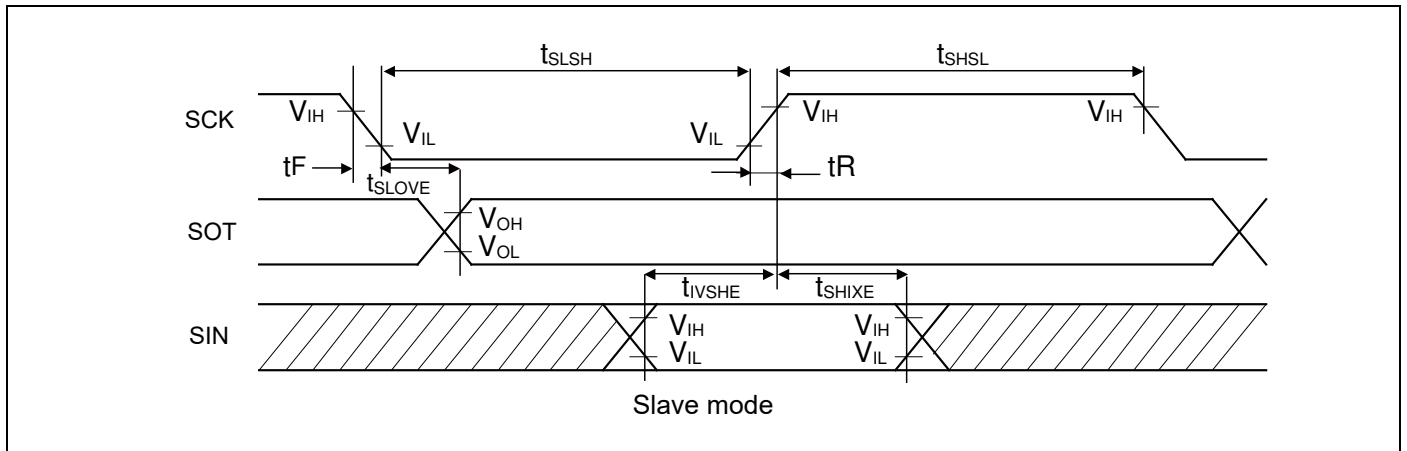 tSLSH tSHSL
SCK VIH VIL VIL VIH VIH
tF tSLOVE tR
SOT VOH
VOL
tIVSHE tSHIXE
SIN VIH VIH
VIL VIL
Slave mode